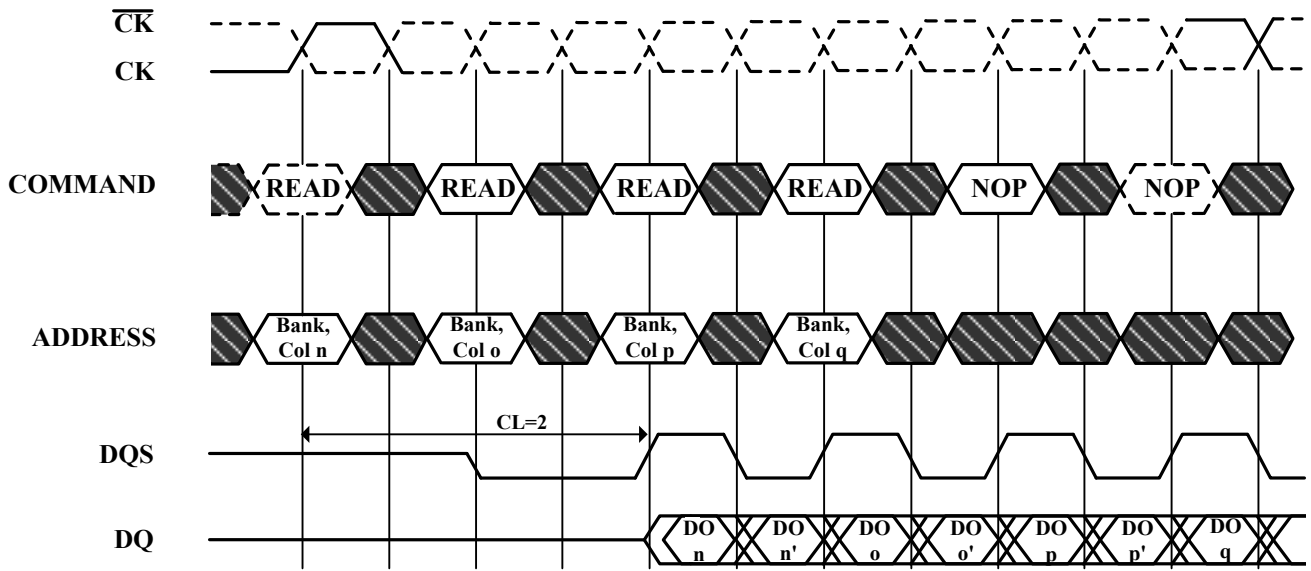 CK
CK
COMMAND
READ
READ
READ
READ
NOP
NOP
ADDRESS
Bank,
Col n
Bank,
Col o
Bank,
Col p
Bank,
Col q
CL=2
DQS
DQ
DO
n
DO
n'
DO
o
DO
o'
DO
p
DO
p'
DO
q